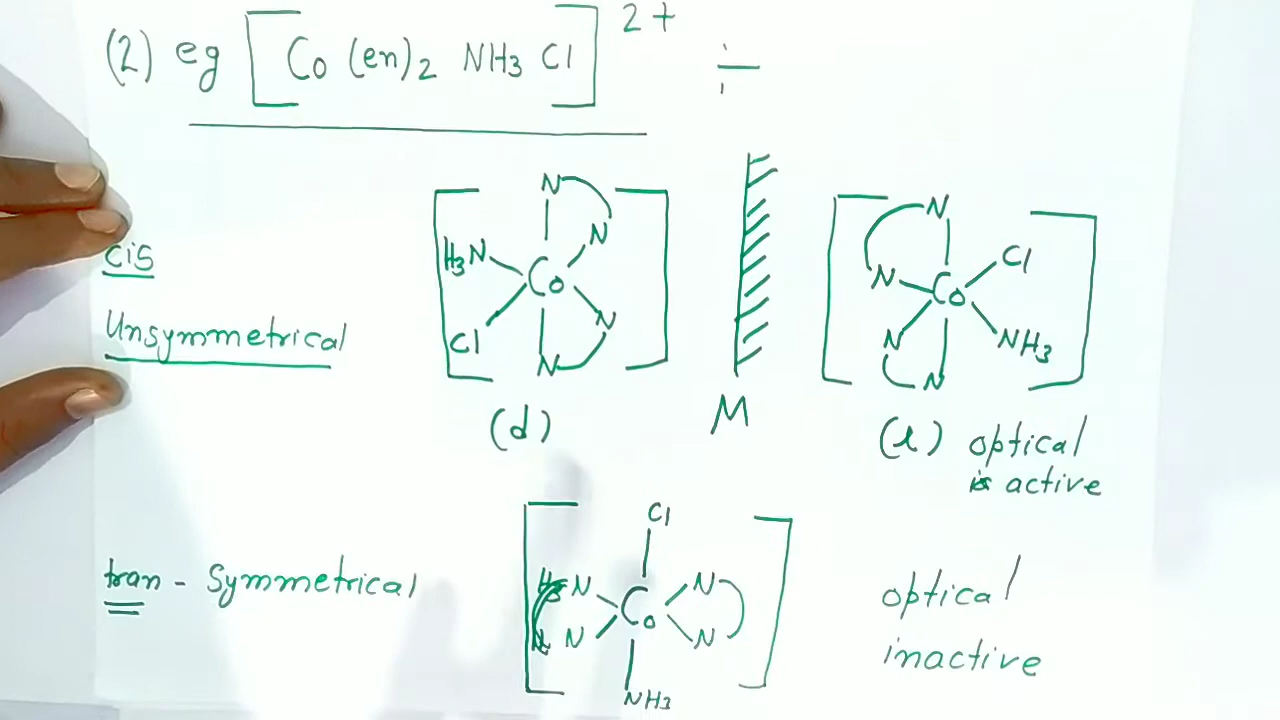 (2) eg [Co (en)2 NH3 Cl] 2+ ÷
cis
Unsymmetrical
N
N
H3N
Co
Cl
N
N
(d)
M
N
Cl
N
Co
N
NH3
N
(l) optical
active
tran - Symmetrical
Cl
N
N
Co
N
N
NH3
optical
inactive